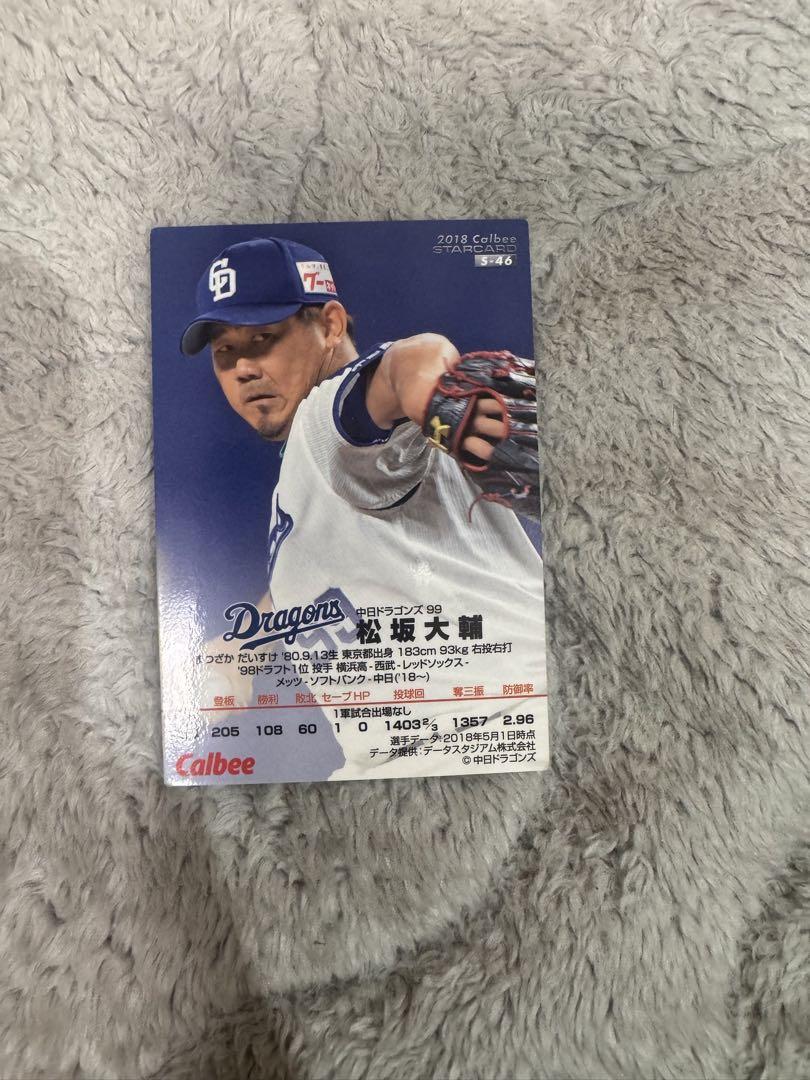 2018 Calbee
STARCARD
S-46
CD
グー
Dragons
中日ドラゴンズ 99
松坂大輔
まつざか だいすけ '80.9.13生 東京都出身 183cm 93kg 右投右打
'98ドラフト1位 投手 横浜高-西武-レッドソックス-
メッツ-ソフトバンク-中日('18〜)
登板 勝利 敗北 セーブ HP 投球回 奪三振 防御率
1軍試合出場なし
205 108 60 1 0 1403 2/3 1357 2.96
選手データ:2018年5月1日時点
データ提供:データスタジアム株式会社
© 中日ドラゴンズ
Calbee